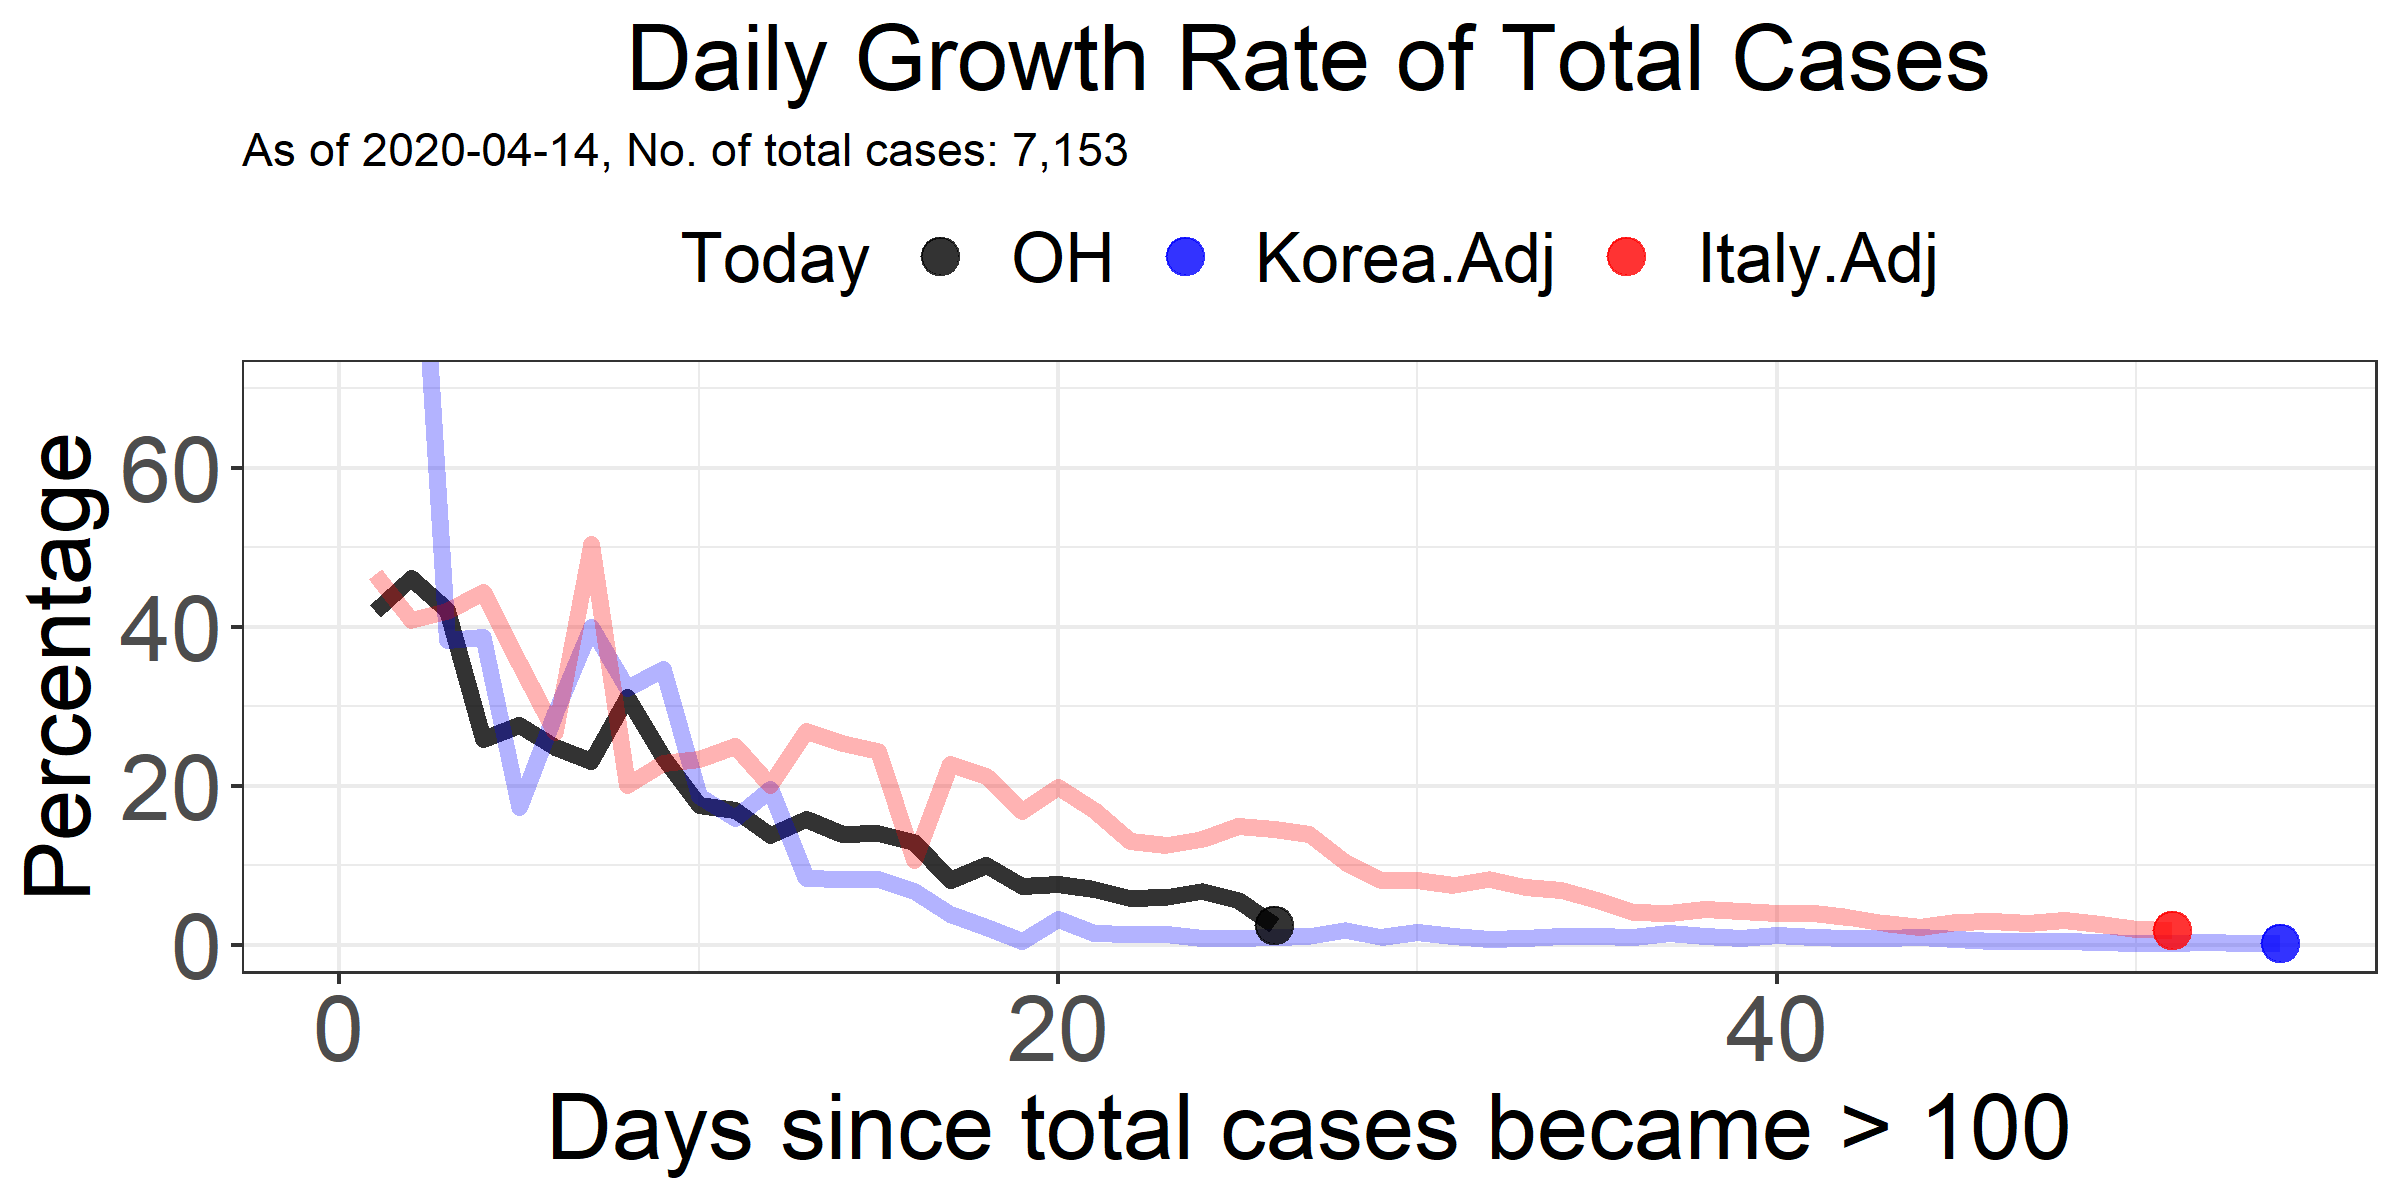 Daily Growth Rate of Total Cases
As of 2020-04-14, No. of total cases: 7,153
Today OH Korea.Adj Italy.Adj
Percentage
60
40
20
0
0 20 40
Days since total cases became > 100